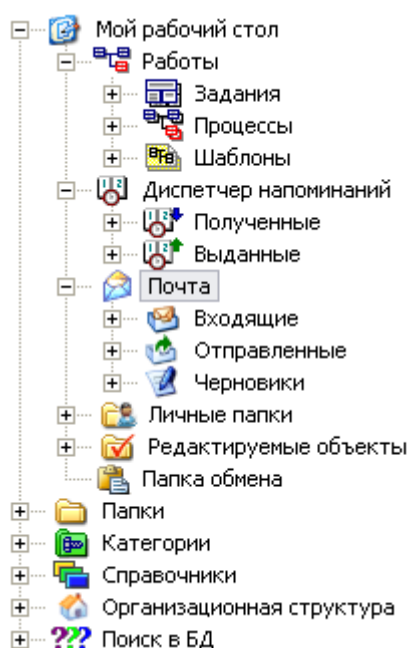 Мой рабочий стол
Работы
Задания
Процессы
Шаблоны
Диспетчер напоминаний
Полученные
Выданные
Почта
Входящие
Отправленные
Черновики
Личные папки
Редактируемые объекты
Папка обмена
Папки
Категории
Справочники
Организационная структура
??? Поиск в БД